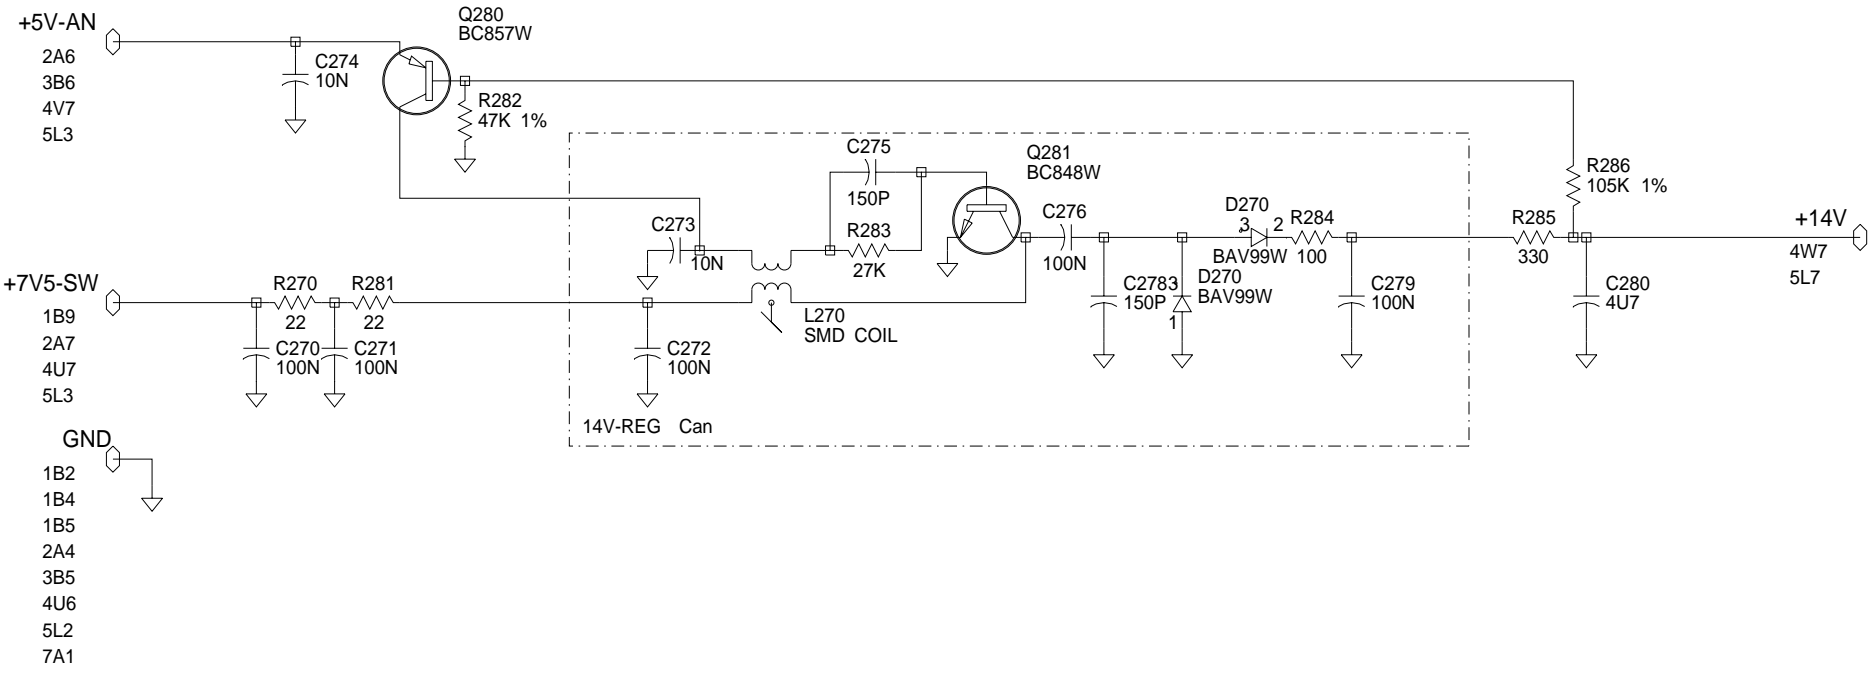 +5V-AN
2A6
3B6
4V7
5L3
C274
10N
Q280
BC857W
R282
47K 1%
C275
150P
Q281
BC848W
R286
105K 1%
C273
10N
R283
27K
C276
100N
D270
3 2
BAV99W
R284
100
R285
330
+14V
4W7
5L7
+7V5-SW
1B9
2A7
4U7
5L3
R270
22
R281
22
C270
100N
C271
100N
C272
100N
L270
SMD COIL
C278
150P
3
D270
BAV99W
1
C279
100N
C280
4U7
14V-REG Can
GND
1B2
1B4
1B5
2A4
3B5
4U6
5L2
7A1